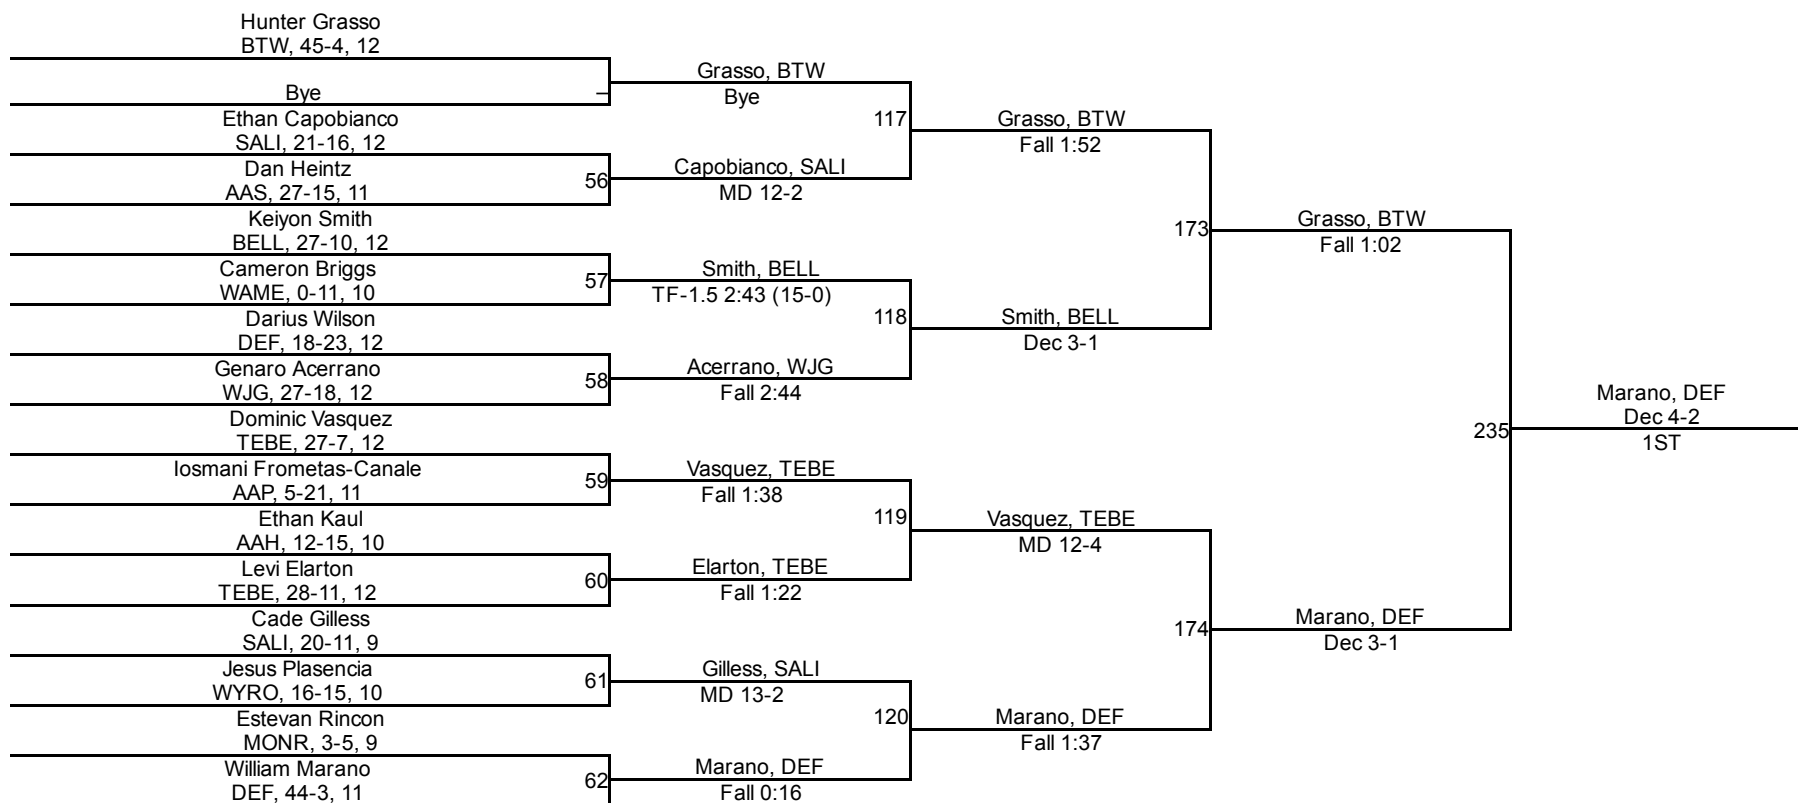 Hunter Grasso
BTW, 45-4, 12
Bye
Ethan Capobianco
SALI, 21-16, 12
Dan Heintz
AAS, 27-15, 11
Keiyon Smith
BELL, 27-10, 12
Cameron Briggs
WAME, 0-11, 10
Darius Wilson
DEF, 18-23, 12
Genaro Acerrano
WJG, 27-18, 12
Dominic Vasquez
TEBE, 27-7, 12
Iosmani Frometas-Canale
AAP, 5-21, 11
Ethan Kaul
AAH, 12-15, 10
Levi Elarton
TEBE, 28-11, 12
Cade Gilless
SALI, 20-11, 9
Jesus Plasencia
WYRO, 16-15, 10
Estevan Rincon
MONR, 3-5, 9
William Marano
DEF, 44-3, 11
–
56
57
58
59
60
61
62
Grasso, BTW
Bye
Capobianco, SALI
MD 12-2
Smith, BELL
TF-1.5 2:43 (15-0)
Acerrano, WJG
Fall 2:44
Vasquez, TEBE
Fall 1:38
Elarton, TEBE
Fall 1:22
Gilless, SALI
MD 13-2
Marano, DEF
Fall 0:16
117
118
119
120
Grasso, BTW
Fall 1:52
Smith, BELL
Dec 3-1
Vasquez, TEBE
MD 12-4
Marano, DEF
Fall 1:37
173
174
Grasso, BTW
Fall 1:02
Marano, DEF
Dec 3-1
235
Marano, DEF
Dec 4-2
1ST